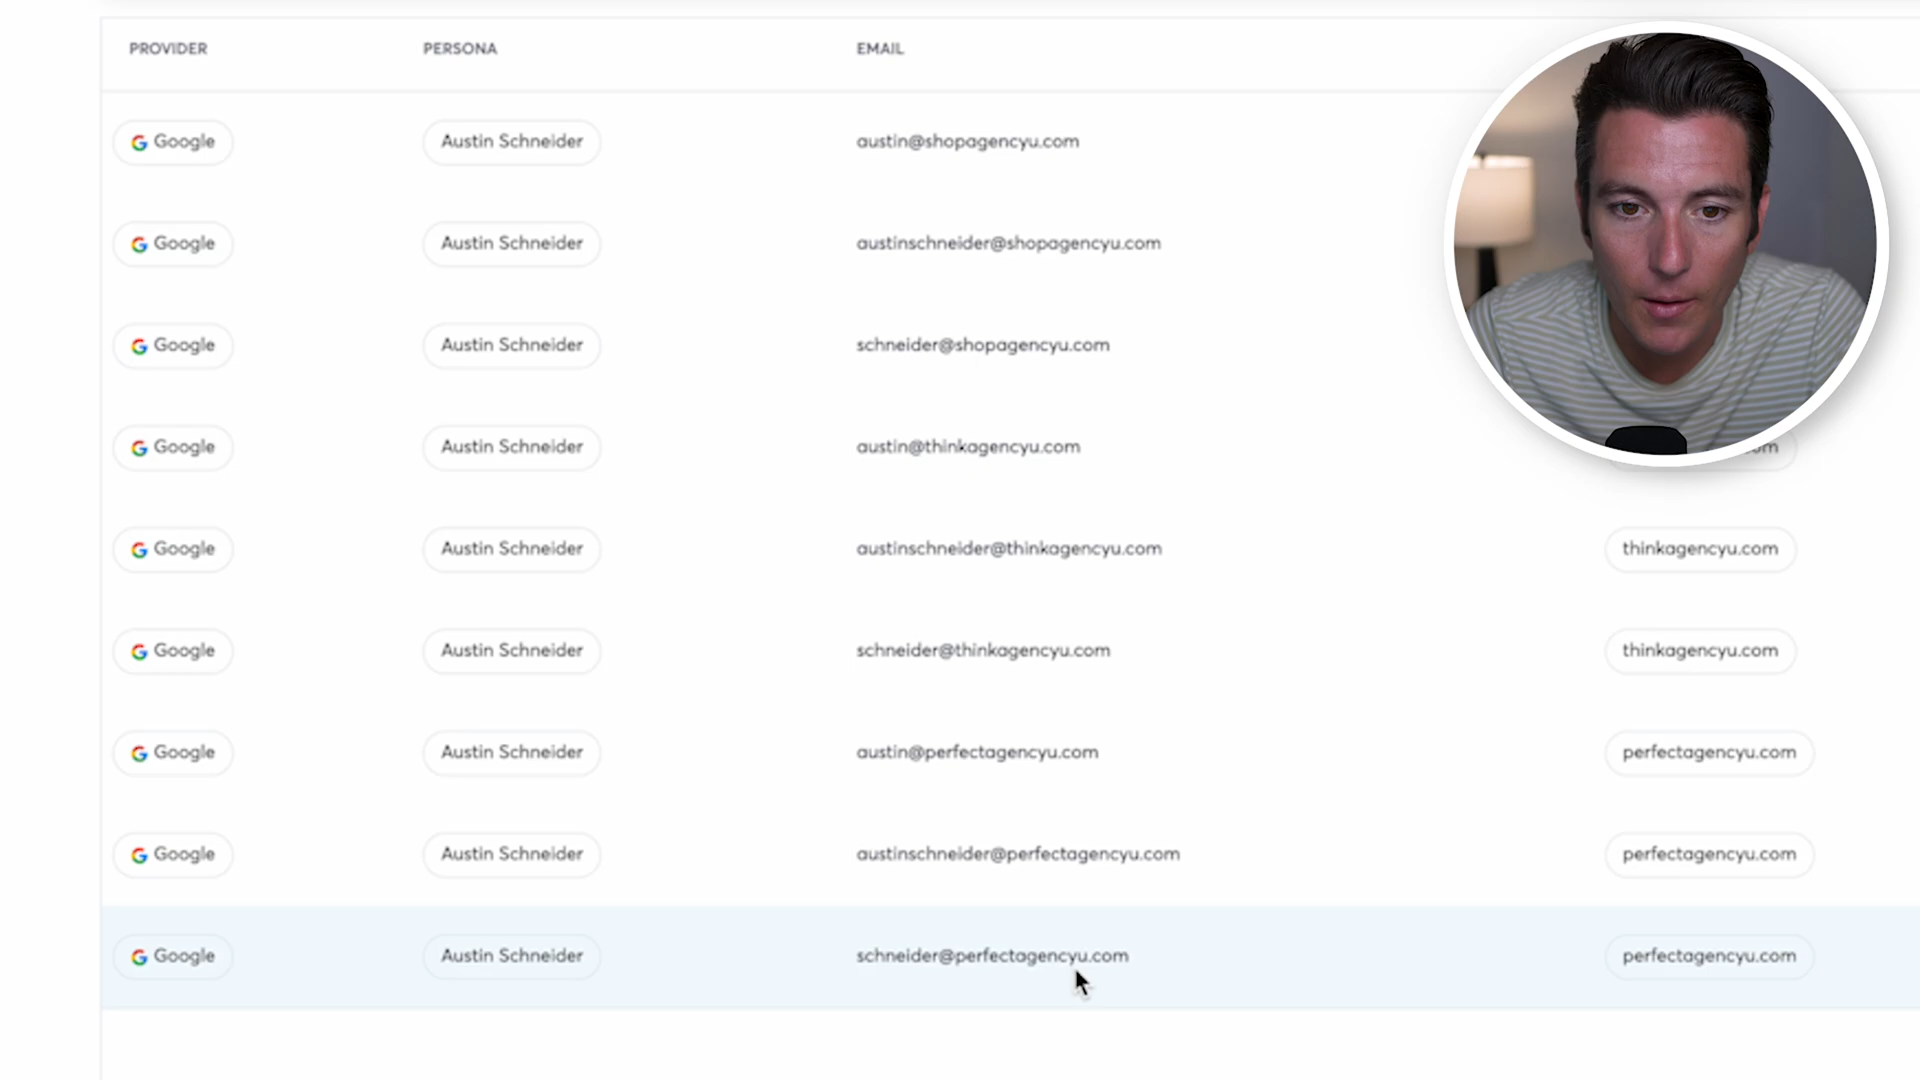 PROVIDER PERSONA EMAIL
Google Austin Schneider austin@shopagencyu.com
Google Austin Schneider austinschneider@shopagencyu.com
Google Austin Schneider schneider@shopagencyu.com
Google Austin Schneider austin@thinkagencyu.com
Google Austin Schneider austinschneider@thinkagencyu.com thinkagencyu.com
Google Austin Schneider schneider@thinkagencyu.com thinkagencyu.com
Google Austin Schneider austin@perfectagencyu.com perfectagencyu.com
Google Austin Schneider austinschneider@perfectagencyu.com perfectagencyu.com
Google Austin Schneider schneider@perfectagencyu.com perfectagencyu.com